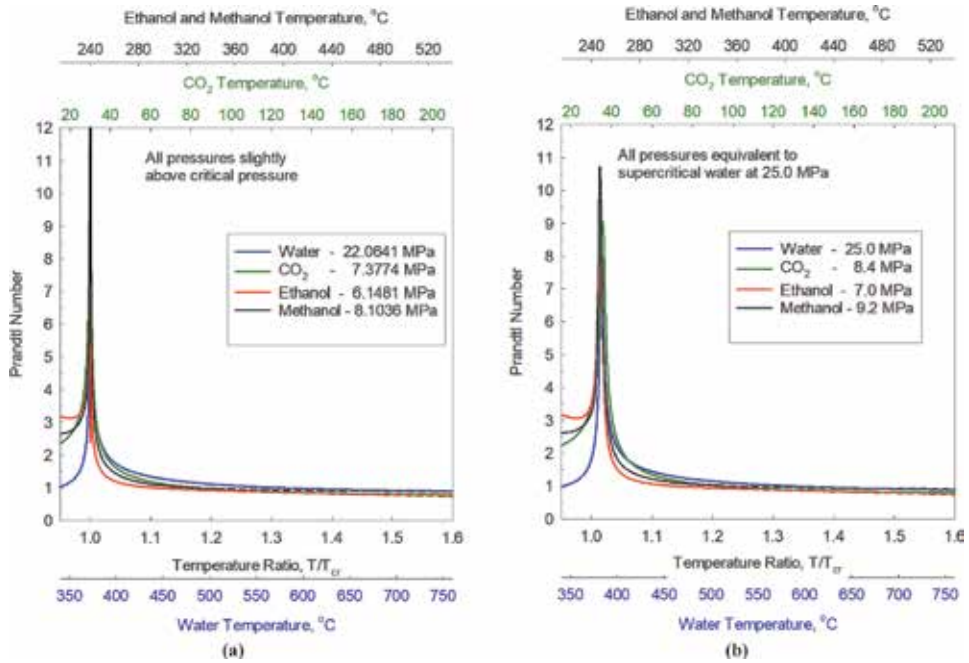 Ethanol and Methanol Temperature, °C
240 280 320 360 400 440 480 520
CO2 Temperature, °C
20 40 60 80 100 120 140 160 180 200
12
11
10
9
8
7
6
5
4
3
2
1
0
Prandtl Number
All pressures slightly
above critical pressure
Water - 22.0641 MPa
CO2 - 7.3774 MPa
Ethanol - 6.1481 MPa
Methanol - 8.1036 MPa
1.0 1.1 1.2 1.3 1.4 1.5 1.6
Temperature Ratio, T/Tcr
350 400 450 500 550 600 650 700 750
Water Temperature, °C
(a)
Ethanol and Methanol Temperature, °C
240 280 320 360 400 440 480 520
CO2 Temperature, °C
20 40 60 80 100 120 140 160 180 200
12
11
10
9
8
7
6
5
4
3
2
1
0
Prandtl Number
All pressures equivalent to
supercritical water at 25.0 MPa
Water - 25.0 MPa
CO2 - 8.4 MPa
Ethanol - 7.0 MPa
Methanol - 9.2 MPa
1.0 1.1 1.2 1.3 1.4 1.5 1.6
Temperature Ratio, T/Tcr
350 400 450 500 550 600 650 700 750
Water Temperature, °C
(b)